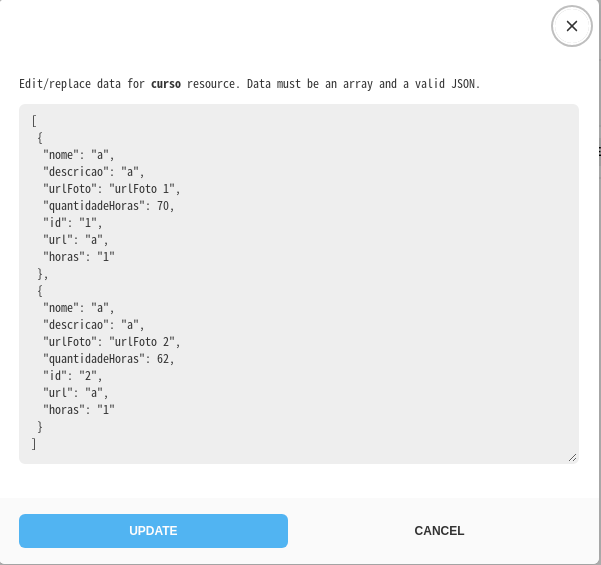 Edit/replace data for curso resource. Data must be an array and a valid JSON.
[
 {
  "nome": "a",
  "descricao": "a",
  "urlFoto": "urlFoto 1",
  "quantidadeHoras": 70,
  "id": "1",
  "url": "a",
  "horas": "1"
 },
 {
  "nome": "a",
  "descricao": "a",
  "urlFoto": "urlFoto 2",
  "quantidadeHoras": 62,
  "id": "2",
  "url": "a",
  "horas": "1"
 }
]
UPDATE CANCEL